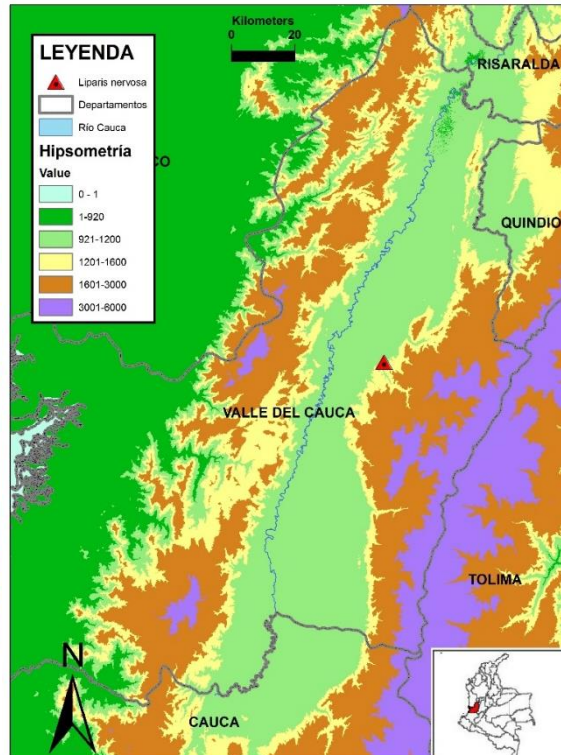 Kilometers
0 20
LEYENDA
Liparis nervosa
Departamentos
Río Cauca
Hipsometría
Value
0 - 1
1-920
921-1200
1201-1600
1601-3000
3001-6000
CO
RISARALDA
QUINDIO
VALLE DEL CAUCA
TOLIMA
N
CAUCA